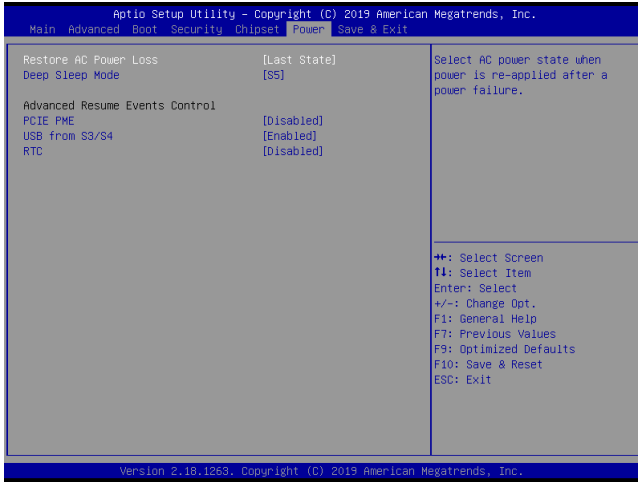 Aptio Setup Utility – Copyright (C) 2019 American Megatrends, Inc.
Main Advanced Boot Security Chipset Power Save & Exit
Restore AC Power Loss [Last State]
Deep Sleep Mode [S5]
Advanced Resume Events Control
PCIE PME [Disabled]
USB from S3/S4 [Enabled]
RTC [Disabled]
Select AC power state when
power is re-applied after a
power failure.
→←: Select Screen
↑↓: Select Item
Enter: Select
+/-: Change Opt.
F1: General Help
F7: Previous Values
F9: Optimized Defaults
F10: Save & Reset
ESC: Exit
Version 2.18.1263. Copyright (C) 2019 American Megatrends, Inc.